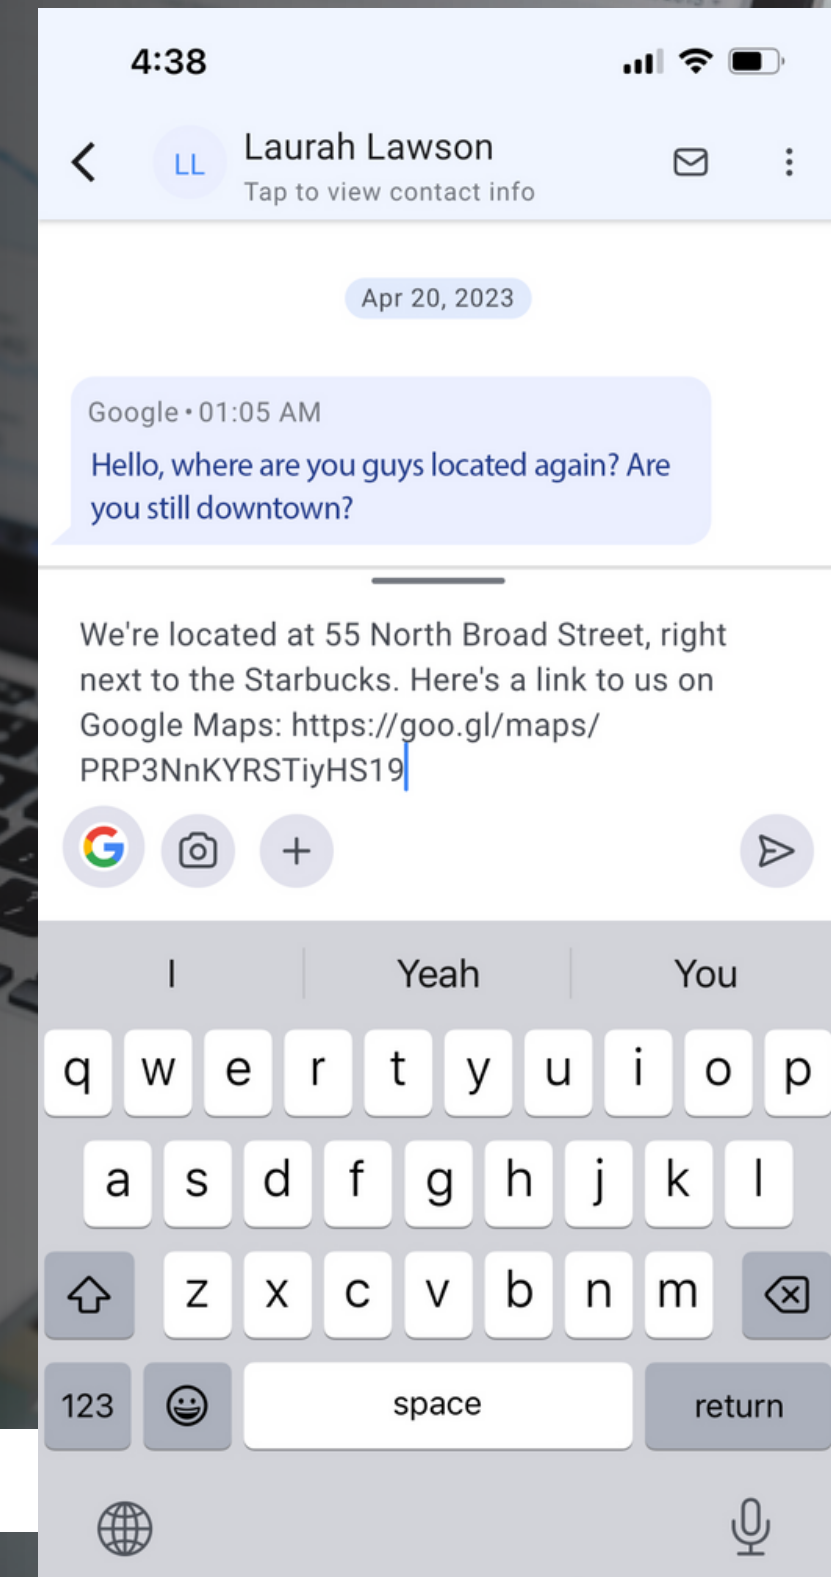 4:38
LL
Laurah Lawson
Tap to view contact info
Apr 20, 2023
Google • 01:05 AM
Hello, where are you guys located again? Are
you still downtown?
We're located at 55 North Broad Street, right
next to the Starbucks. Here's a link to us on
Google Maps: https://goo.gl/maps/
PRP3NnKYRSTiyHS19
G
I Yeah You
q w e r t y u i o p
a s d f g h j k l
z x c v b n m
123 space return